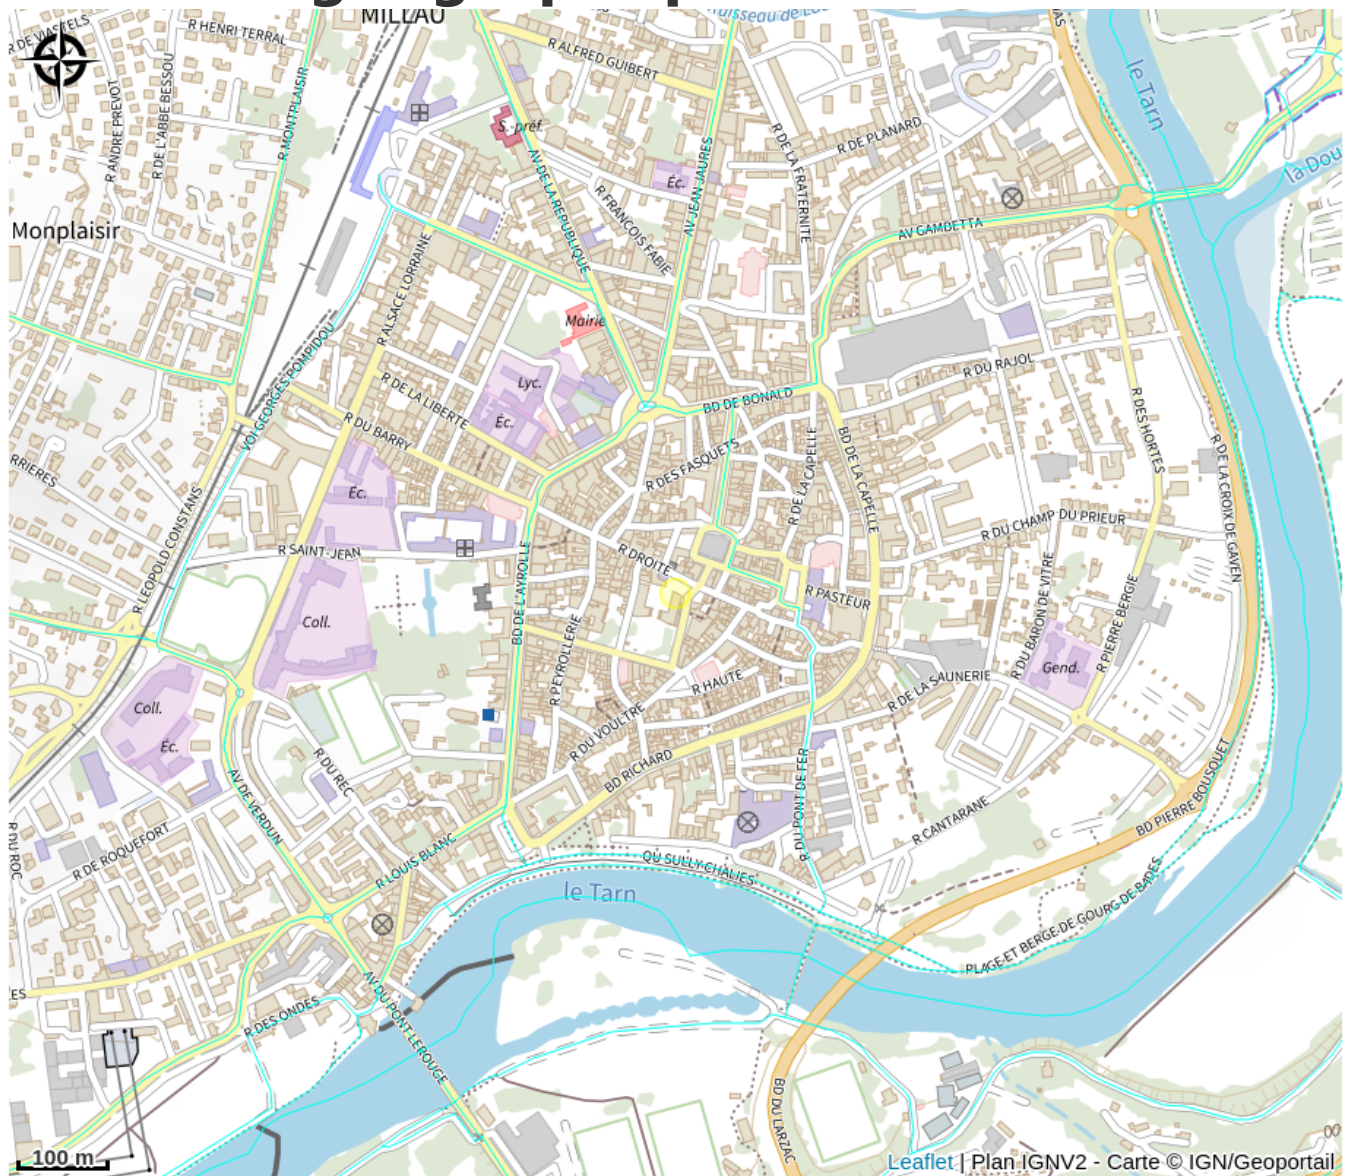 MILLAU
R DE VIASTELS
R HENRI TERRAL
R ALFRED GUIBERT
R MONTPLAISIR
R ANDRE PREVOT
R DE L'ABBE BESSOU
S.-préf.
AV DE LA REPUBLIQUE
Éc.
R FRANCOIS FABIE
AV JEAN JAURES
R DE LA FRATERNITE
R DE PLANARD
le Tarn
la Dou
AV GAMBETTA
Monplaisir
R ALSACE LORRAINE
Mairie
VOI GEORGES POMPIDOU
Lyc.
Éc.
R DE LA LIBERTE
R DU BARRY
BD DE BONALD
R DU RAJOL
R DES HORTES
R DE LA CROIX DE GAVEN
RRIERES
R LEOPOLD CONSTANS
Éc.
R DES FASQUETS
R DE LA CAPELLE
BD DE LA CAPELLE
R DU CHAMP DU PRIEUR
R SAINT-JEAN
BD DE L'AYROLLE
R DROITE
R PASTEUR
R DU BARON DE VITRE
R PIERRE BERGIE
Coll.
R PEYROLLERIE
Gend.
R HAUTE
R DE LA SAUNERIE
Coll.
Éc.
R DU VOULTRE
BD RICHARD
R DU REC
AV DE VERDUN
R DU PONT DE FER
R CANTARANE
BD PIERRE BOUSQUET
R DU ROC
R DE ROQUEFORT
R LOUIS BLANC
QU SULLY-CHALIES
le Tarn
PLAGE ET BERGE DE GOURG DE BADES
ES
R DES ONDES
AV DU PONT LEROUGE
BD DU LARZAC
100 m
Leaflet | Plan IGNV2 - Carte © IGN/Geoportail